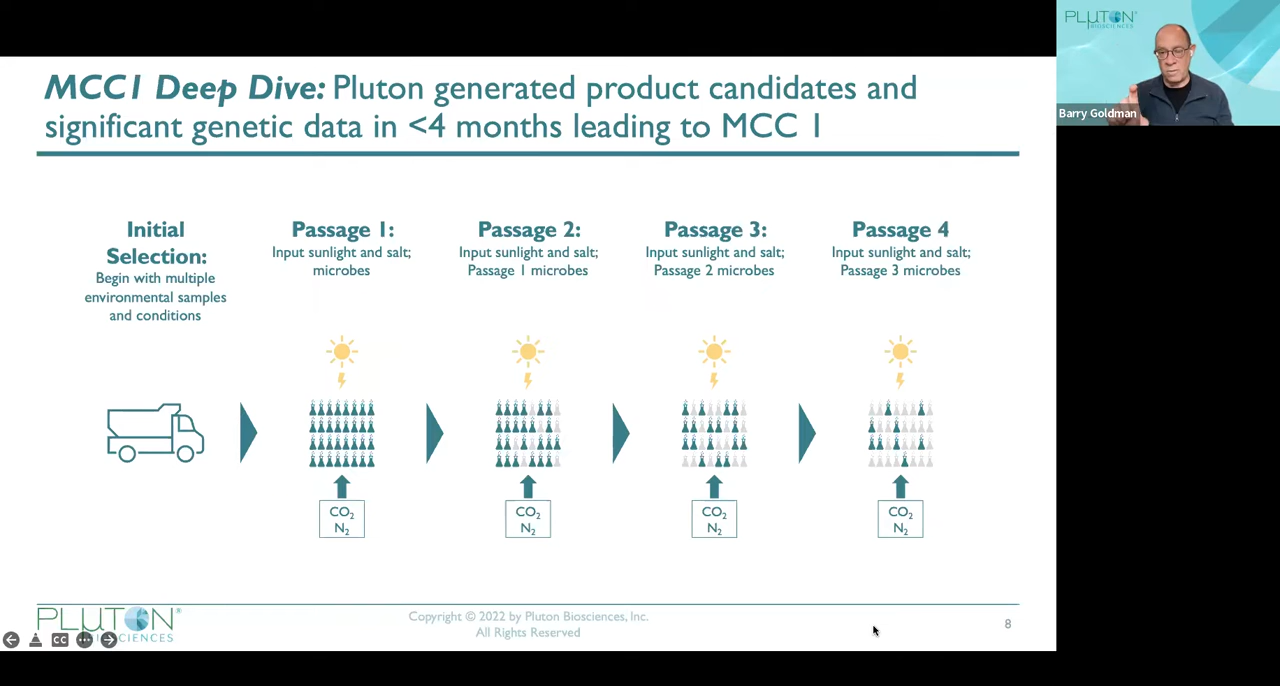 MCC1 Deep Dive: Pluton generated product candidates and
significant genetic data in <4 months leading to MCC 1
Initial
Selection:
Begin with multiple
environmental samples
and conditions
Passage 1:
Input sunlight and salt;
microbes
Passage 2:
Input sunlight and salt;
Passage 1 microbes
Passage 3:
Input sunlight and salt;
Passage 2 microbes
Passage 4
Input sunlight and salt;
Passage 3 microbes
CO2
N2
CO2
N2
CO2
N2
CO2
N2
PLUTON®
BIOSCIENCES
CC
Copyright © 2022 by Pluton Biosciences, Inc.
All Rights Reserved
8
PLUTON®
BIOSCIENCES
Barry Goldman